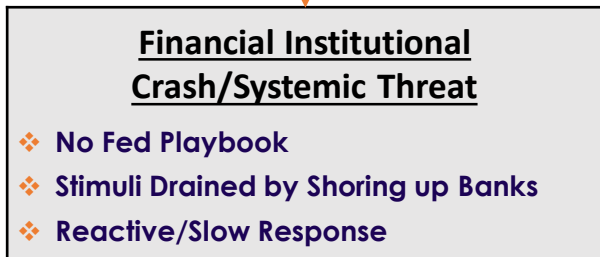 Financial Institutional
Crash/Systemic Threat
No Fed Playbook
Stimuli Drained by Shoring up Banks
Reactive/Slow Response